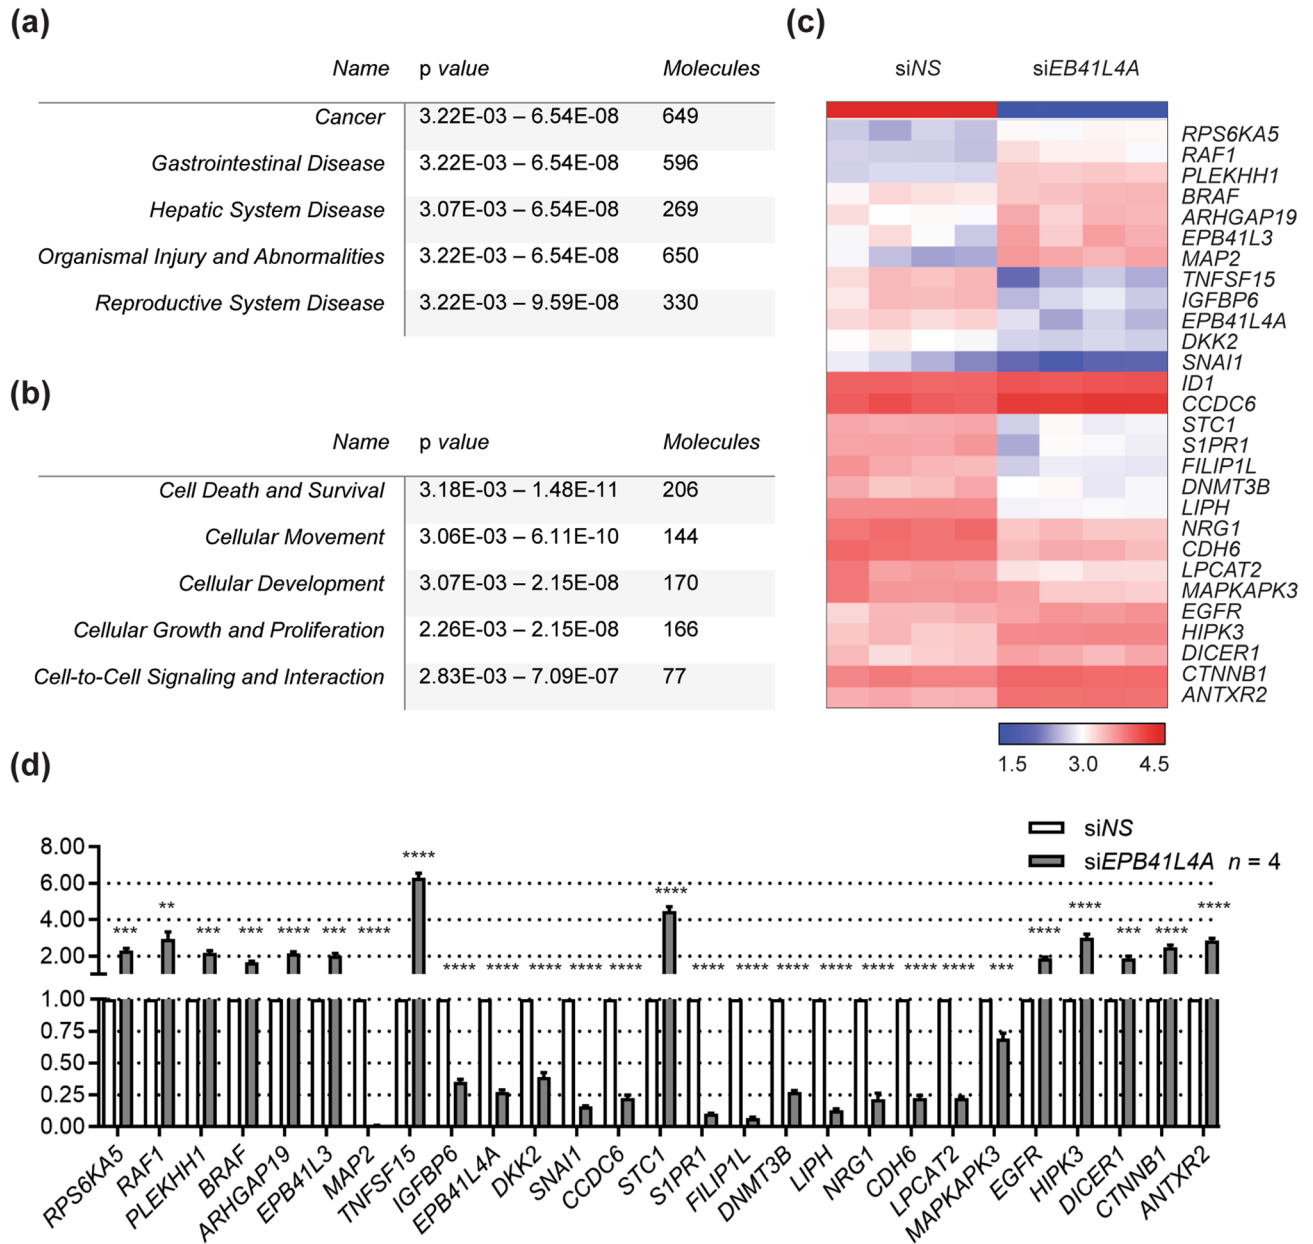 (a)
Name p value Molecules
Cancer 3.22E-03 – 6.54E-08 649
Gastrointestinal Disease 3.22E-03 – 6.54E-08 596
Hepatic System Disease 3.07E-03 – 6.54E-08 269
Organismal Injury and Abnormalities 3.22E-03 – 6.54E-08 650
Reproductive System Disease 3.22E-03 – 9.59E-08 330
(b)
Name p value Molecules
Cell Death and Survival 3.18E-03 – 1.48E-11 206
Cellular Movement 3.06E-03 – 6.11E-10 144
Cellular Development 3.07E-03 – 2.15E-08 170
Cellular Growth and Proliferation 2.26E-03 – 2.15E-08 166
Cell-to-Cell Signaling and Interaction 2.83E-03 – 7.09E-07 77
(c)
siNS siEB41L4A
RPS6KA5
RAF1
PLEKHH1
BRAF
ARHGAP19
EPB41L3
MAP2
TNFSF15
IGFBP6
EPB41L4A
DKK2
SNAI1
ID1
CCDC6
STC1
S1PR1
FILIP1L
DNMT3B
LIPH
NRG1
CDH6
LPCAT2
MAPKAPK3
EGFR
HIPK3
DICER1
CTNNB1
ANTXR2
1.5 3.0 4.5
(d)
siNS
siEPB41L4A n = 4
8.00
6.00
4.00
2.00
1.00
0.75
0.50
0.25
0.00
*** ** *** *** **** *** **** **** **** **** **** **** **** **** **** **** **** **** **** **** **** *** **** **** *** **** ****
RPS6KA5 RAF1 PLEKHH1 BRAF ARHGAP19 EPB41L3 MAP2 TNFSF15 IGFBP6 EPB41L4A DKK2 SNAI1 CCDC6 STC1 S1PR1 FILIP1L DNMT3B LIPH NRG1 CDH6 LPCAT2 MAPKAPK3 EGFR HIPK3 DICER1 CTNNB1 ANTXR2